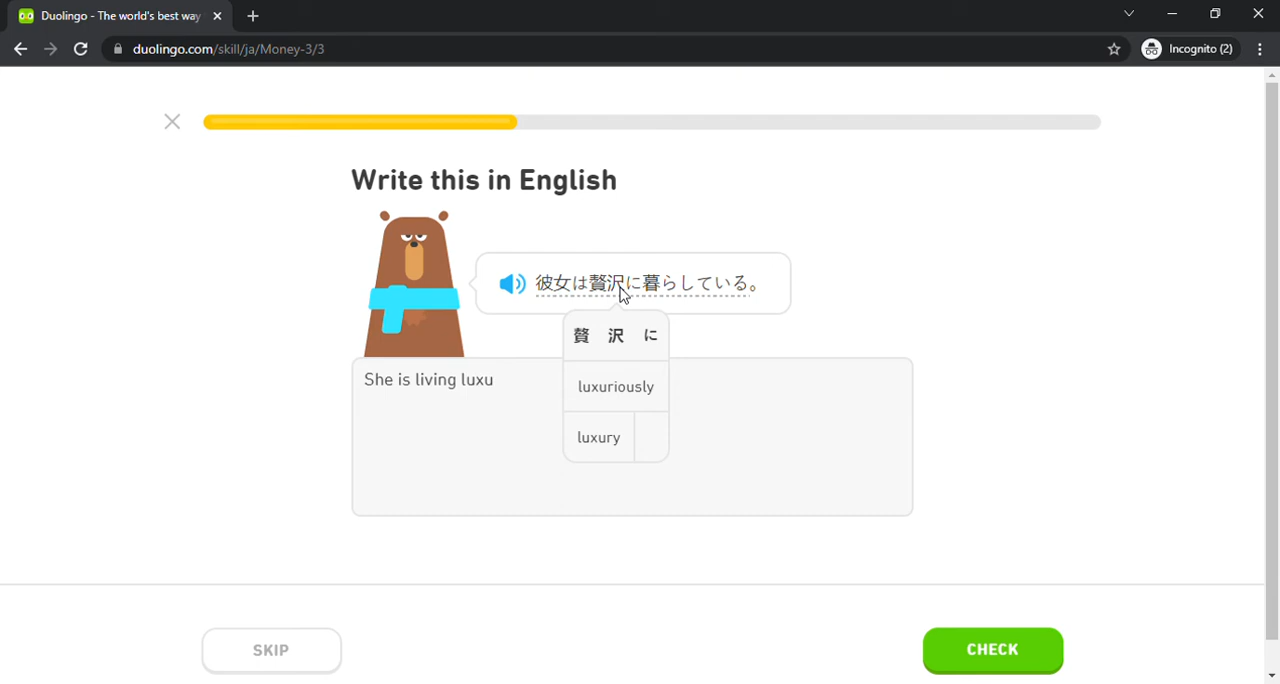 Duolingo - The world's best way
duolingo.com/skill/ja/Money-3/3
Incognito (2)
Write this in English
彼女は贅沢に暮らしている。
贅 沢 に
luxuriously
luxury
She is living luxu
SKIP
CHECK